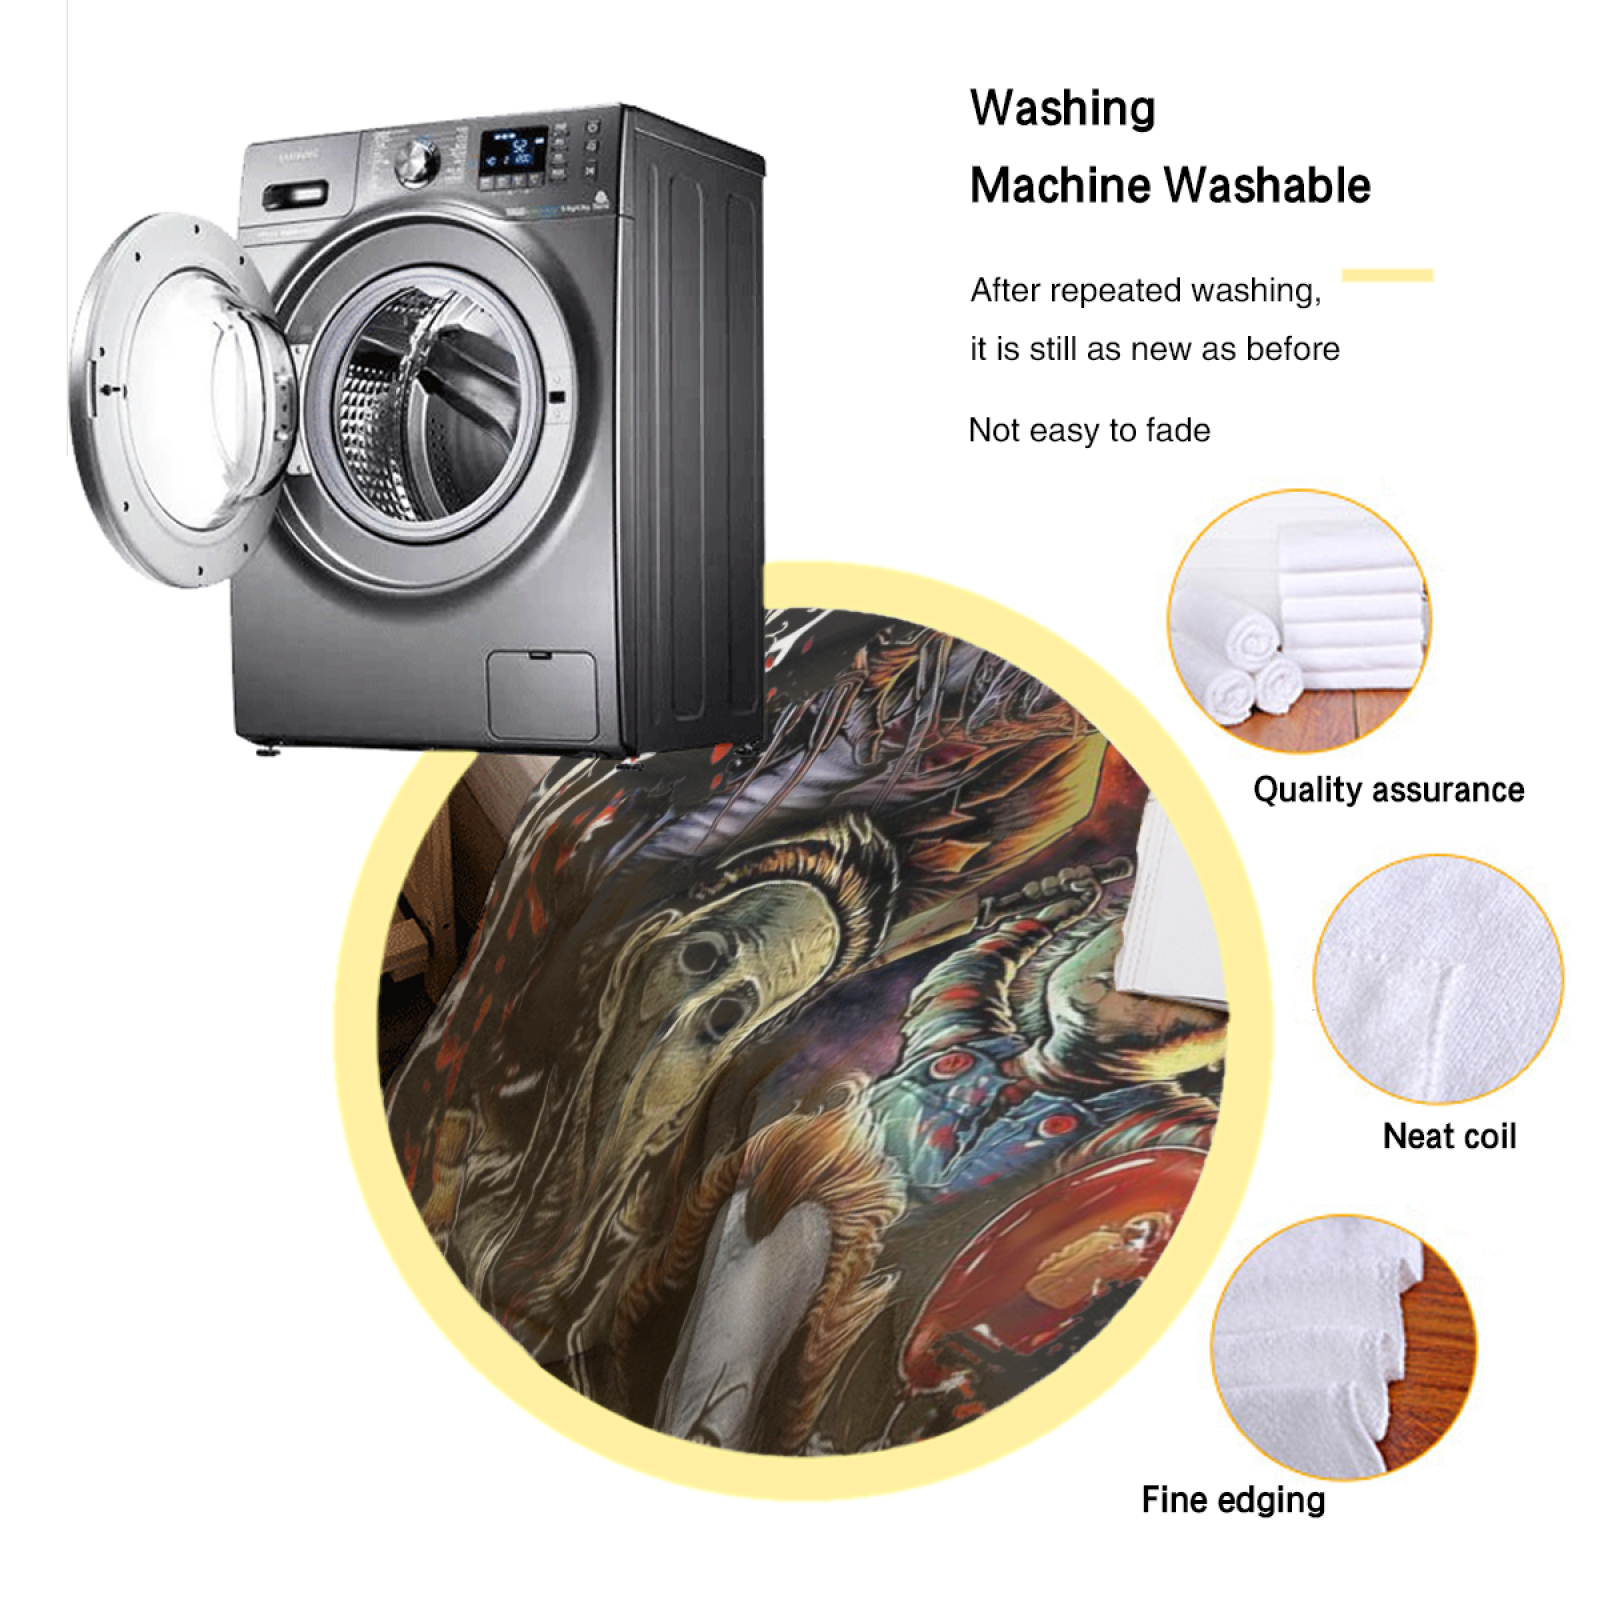 Washing
Machine Washable
After repeated washing,
it is still as new as before
Not easy to fade
Quality assurance
Neat coil
Fine edging